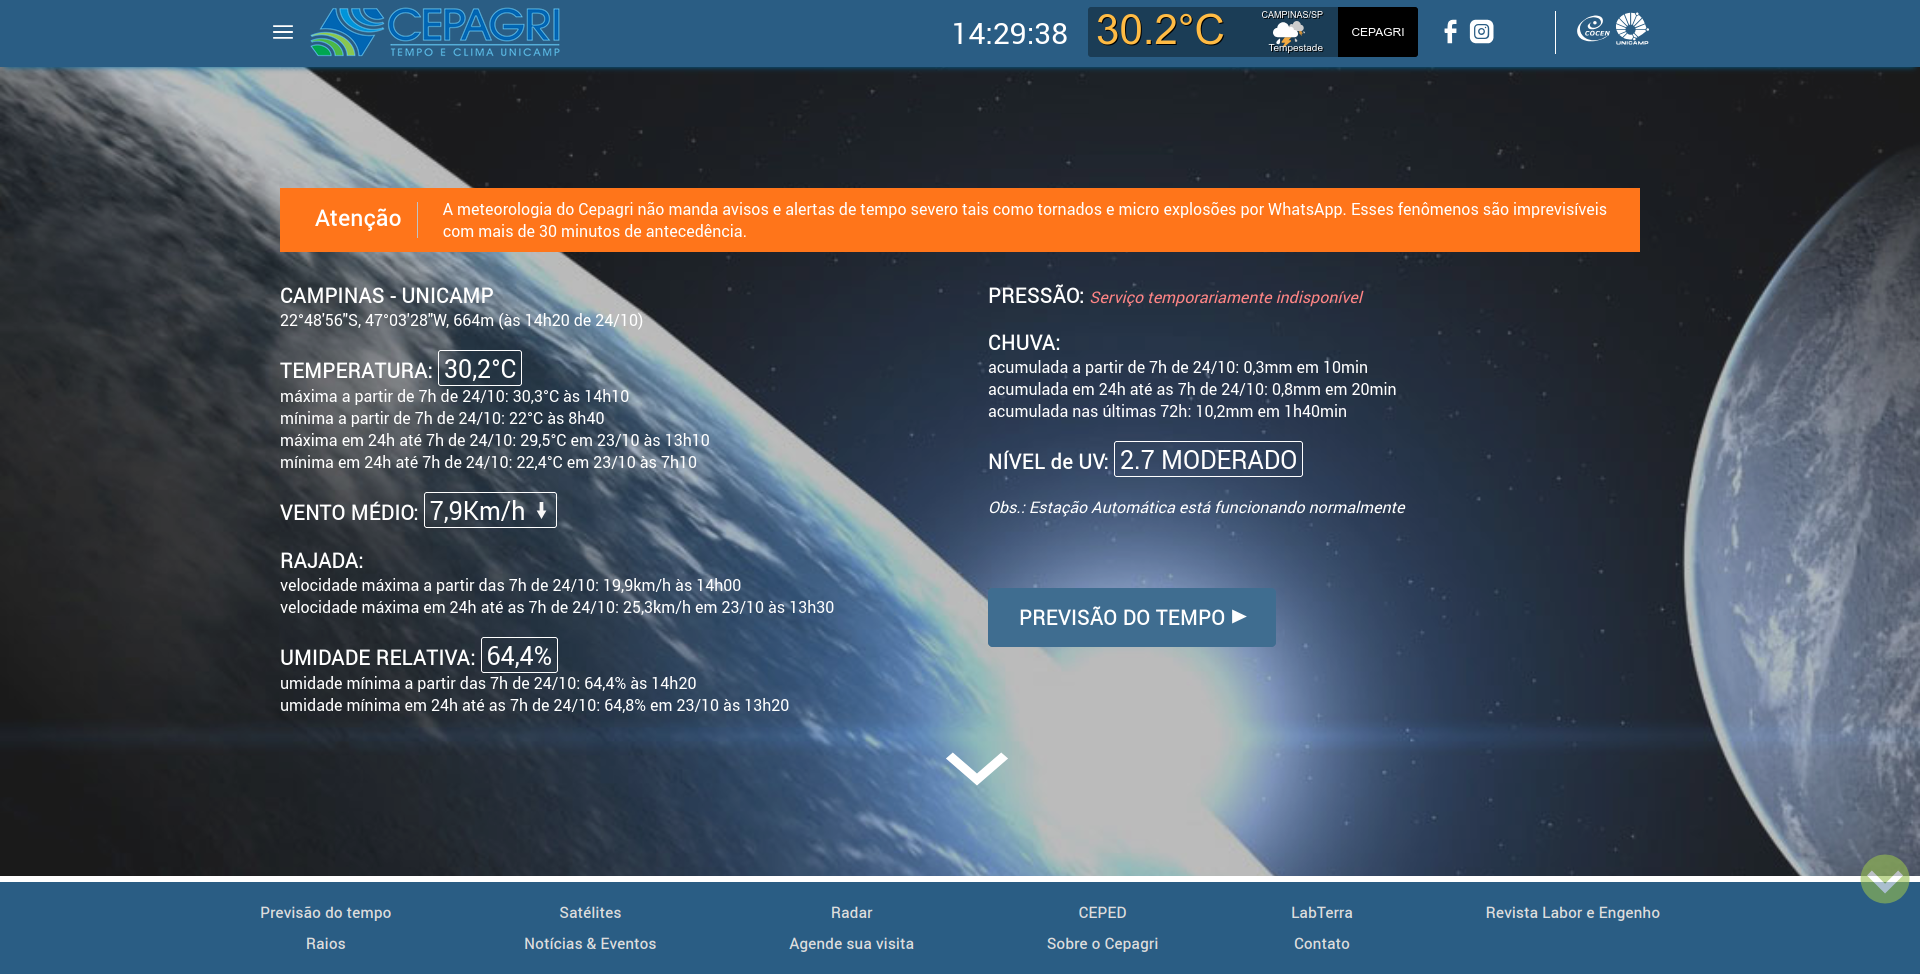 CEPAGRI
TEMPO E CLIMA UNICAMP
14:29:38
30.2°C
CAMPINAS/SP
Tempestade
CEPAGRI
COCEN
UNICAMP
Atenção
A meteorologia do Cepagri não manda avisos e alertas de tempo severo tais como tornados e micro explosões por WhatsApp. Esses fenômenos são imprevisíveis
com mais de 30 minutos de antecedência.
CAMPINAS - UNICAMP
22°48'56"S, 47°03'28"W, 664m (às 14h20 de 24/10)
TEMPERATURA: 30,2°C
máxima a partir de 7h de 24/10: 30,3°C às 14h10
mínima a partir de 7h de 24/10: 22°C às 8h40
máxima em 24h até 7h de 24/10: 29,5°C em 23/10 às 13h10
mínima em 24h até 7h de 24/10: 22,4°C em 23/10 às 7h10
VENTO MÉDIO: 7,9Km/h
RAJADA:
velocidade máxima a partir das 7h de 24/10: 19,9km/h às 14h00
velocidade máxima em 24h até as 7h de 24/10: 25,3km/h em 23/10 às 13h30
UMIDADE RELATIVA: 64,4%
umidade mínima a partir das 7h de 24/10: 64,4% às 14h20
umidade mínima em 24h até as 7h de 24/10: 64,8% em 23/10 às 13h20
PRESSÃO: Serviço temporariamente indisponível
CHUVA:
acumulada a partir de 7h de 24/10: 0,3mm em 10min
acumulada em 24h até as 7h de 24/10: 0,8mm em 20min
acumulada nas últimas 72h: 10,2mm em 1h40min
NÍVEL de UV: 2.7 MODERADO
Obs.: Estação Automática está funcionando normalmente
PREVISÃO DO TEMPO
Previsão do tempo
Satélites
Radar
CEPED
LabTerra
Revista Labor e Engenho
Raios
Notícias & Eventos
Agende sua visita
Sobre o Cepagri
Contato